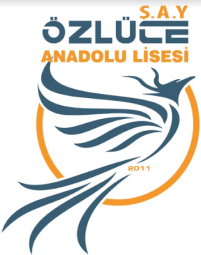 Ş.A.Y
ÖZLÜCE
ANADOLU LİSESİ
2011